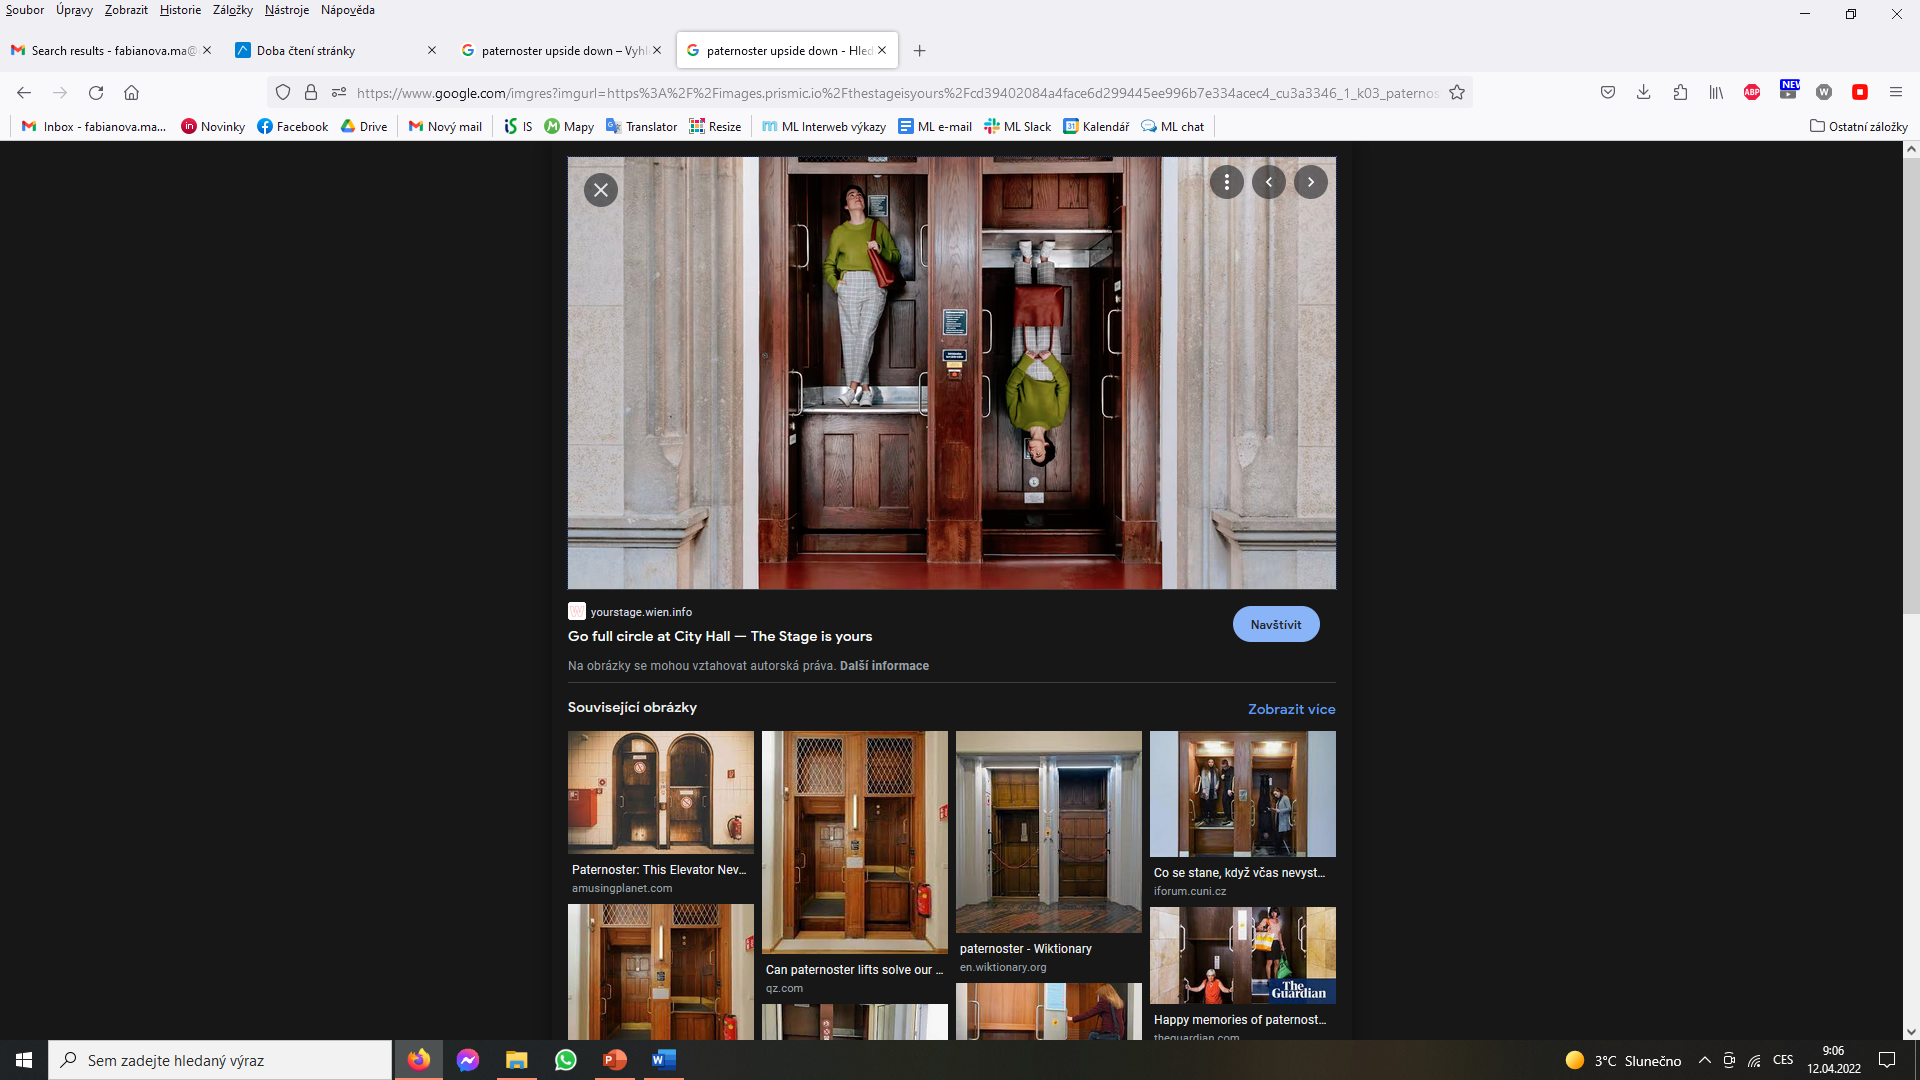 Soubor Úpravy Zobrazit Historie Záložky Nástroje Nápověda
Search results - fabianova.ma@
Doba čtení stránky
paternoster upside down – Vyhl
paternoster upside down - Hled
https://www.google.com/imgres?imgurl=https%3A%2F%2Fimages.prismic.io%2Fthestageisyours%2Fcd39402084a4face6d299445ee996b7e334acec4_cu3a3346_1_k03_paternos
ABP
NEW
W
Inbox - fabianova.ma...
Novinky
Facebook
Drive
Nový mail
IS
Mapy
Translator
Resize
ML Interweb výkazy
ML e-mail
ML Slack
Kalendář
ML chat
Ostatní záložky
yourstage.wien.info
Go full circle at City Hall — The Stage is yours
Navštívit
Na obrázky se mohou vztahovat autorská práva. Další informace
Související obrázky
Zobrazit více
Paternoster: This Elevator Nev...
amusingplanet.com
Can paternoster lifts solve our ...
qz.com
paternoster - Wiktionary
en.wiktionary.org
Co se stane, když včas nevyst...
iforum.cuni.cz
The
Guardian
Happy memories of paternost...
theguardian.com
Sem zadejte hledaný výraz
3°C Slunečno
CES
9:06
12.04.2022